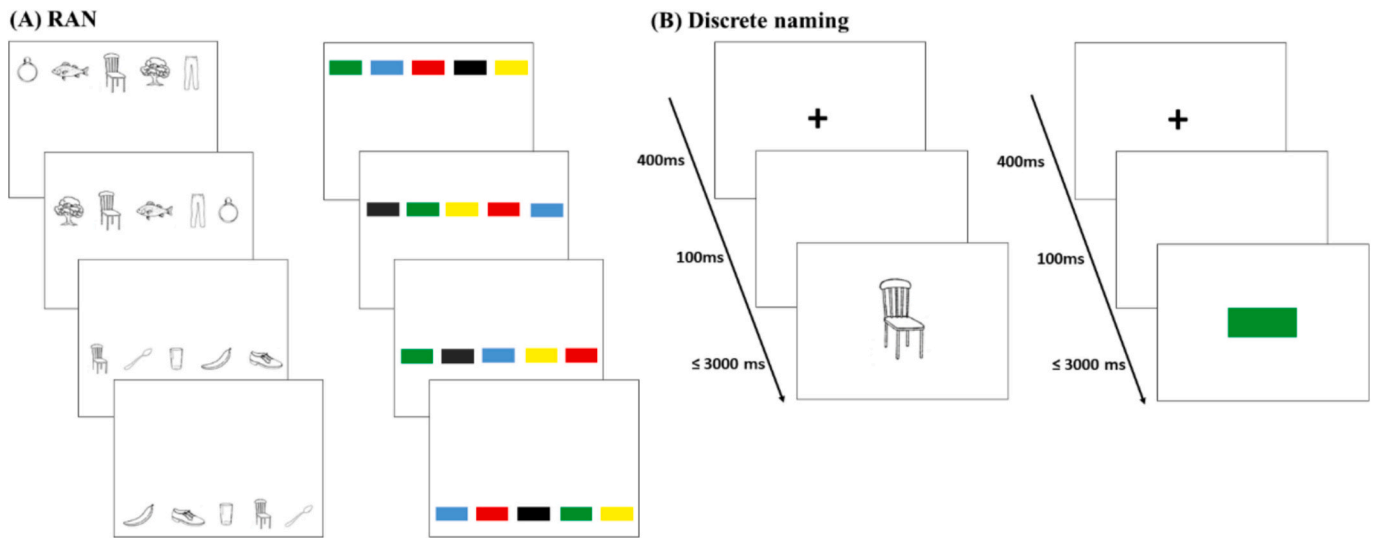 (A) RAN
(B) Discrete naming
+
400ms
100ms
≤ 3000 ms
+
400ms
100ms
≤ 3000 ms